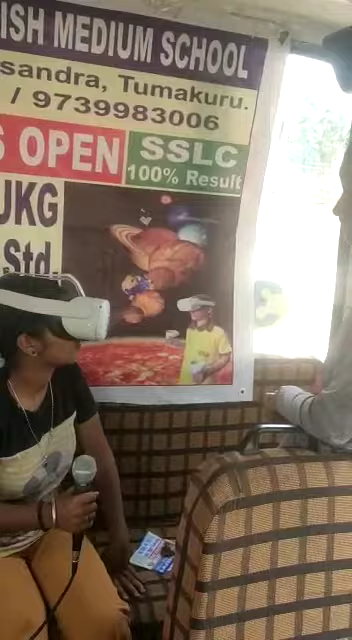 ISH MEDIUM SCHOOL
sandra, Tumakuru.
/ 9739983006
S OPEN
SSLC
100% Result
UKG
Std.